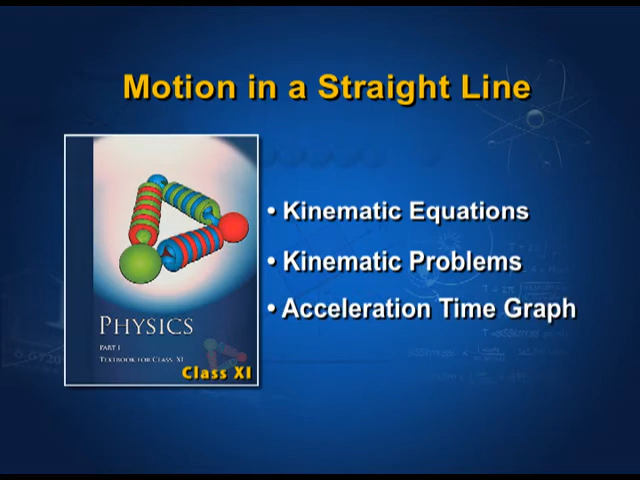 Motion in a Straight Line
• Kinematic Equations
• Kinematic Problems
• Acceleration Time Graph
PHYSICS
PART I
TEXTBOOK FOR CLASS XI
Class XI